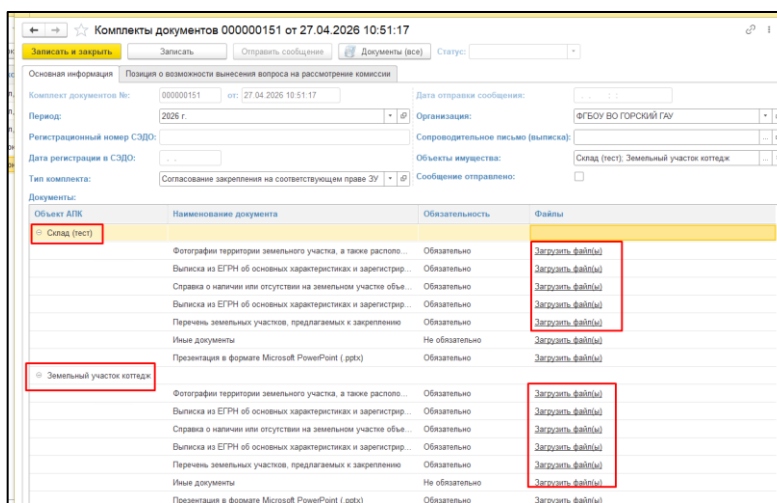 Комплекты документов 000000151 от 27.04.2026 10:51:17
Записать и закрыть Записать Отправить сообщение Документы (все) Статус:
Основная информация Позиция о возможности вынесения вопроса на рассмотрение комиссии
Комплект документов №: 000000151 от: 27.04.2026 10:51:17 Дата отправки сообщения: . . : :
Период: 2026 г. Организация: ФГБОУ ВО ГОРСКИЙ ГАУ
Регистрационный номер СЭДО: Сопроводительное письмо (выписка):
Дата регистрации в СЭДО: . . Объекты имущества: Склад (тест); Земельный участок коттедж
Тип комплекта: Согласование закрепления на соответствующем праве ЗУ Сообщение отправлено:
Документы:
Объект АПК Наименование документа Обязательность Файлы
Склад (тест)
Фотографии территории земельного участка, а также располо... Обязательно Загрузить файл(ы)
Выписка из ЕГРН об основных характеристиках и зарегистрир... Обязательно Загрузить файл(ы)
Справка о наличии или отсутствии на земельном участке объе... Обязательно Загрузить файл(ы)
Выписка из ЕГРН об основных характеристиках и зарегистрир... Обязательно Загрузить файл(ы)
Перечень земельных участков, предлагаемых к закреплению Обязательно Загрузить файл(ы)
Иные документы Не обязательно Загрузить файл(ы)
Презентация в формате Microsoft PowerPoint (.pptx) Обязательно Загрузить файл(ы)
Земельный участок коттедж
Фотографии территории земельного участка, а также располо... Обязательно Загрузить файл(ы)
Выписка из ЕГРН об основных характеристиках и зарегистрир... Обязательно Загрузить файл(ы)
Справка о наличии или отсутствии на земельном участке объе... Обязательно Загрузить файл(ы)
Выписка из ЕГРН об основных характеристиках и зарегистрир... Обязательно Загрузить файл(ы)
Перечень земельных участков, предлагаемых к закреплению Обязательно Загрузить файл(ы)
Иные документы Не обязательно Загрузить файл(ы)
Презентация в формате Microsoft PowerPoint (.pptx) Обязательно Загрузить файл(ы)